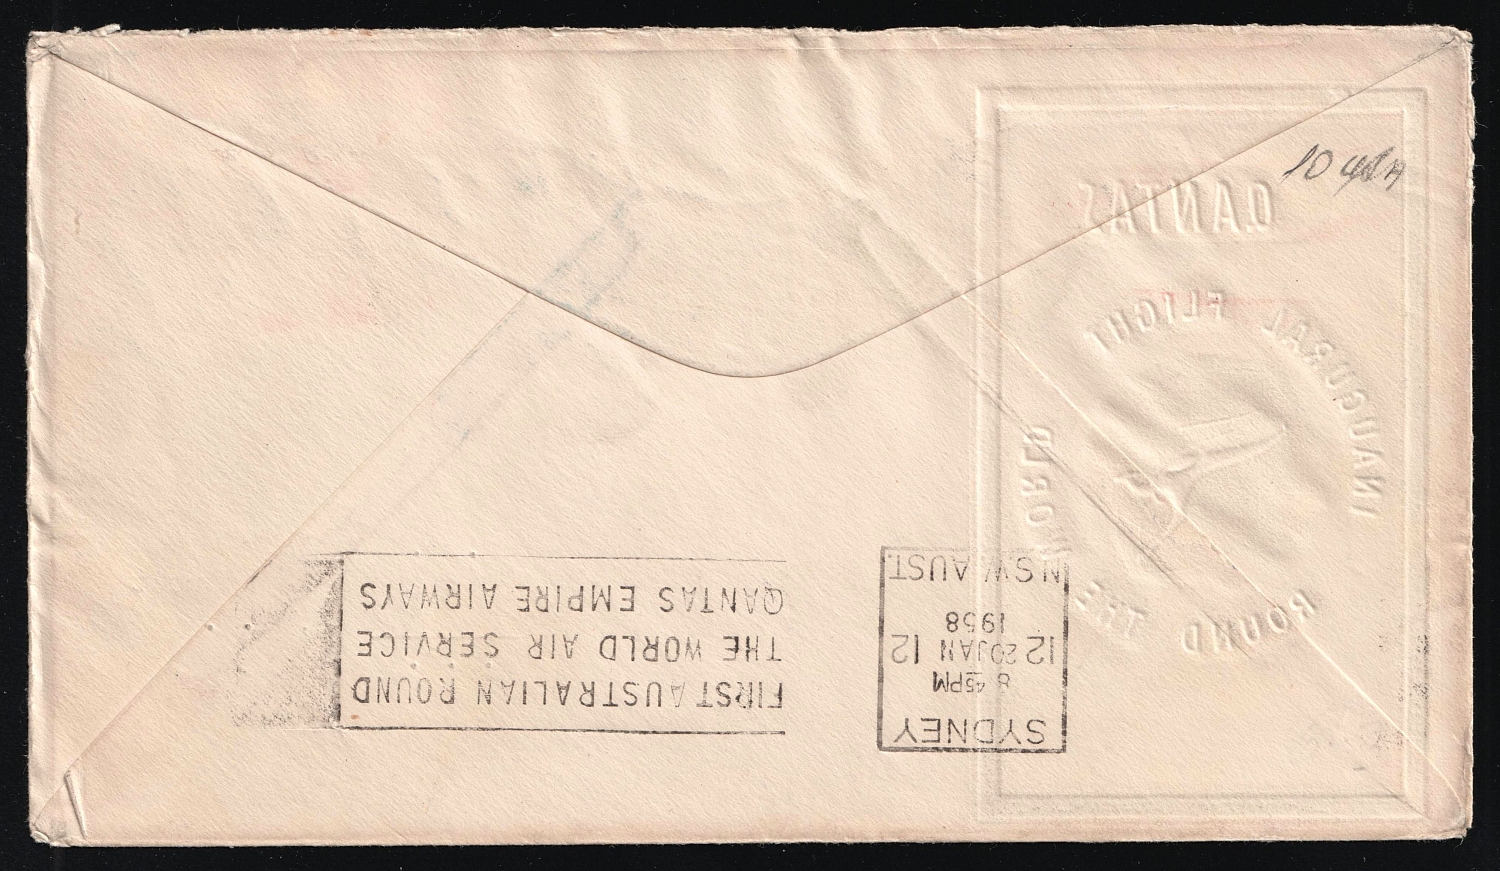 QANTAS
INAUGURAL FLIGHT
ROUND THE WORLD
SYDNEY
8 45PM
12 20JAN 12
1958
N.S.W. AUST.
FIRST AUSTRALIAN ROUND
THE WORLD AIR SERVICE
QANTAS EMPIRE AIRWAYS